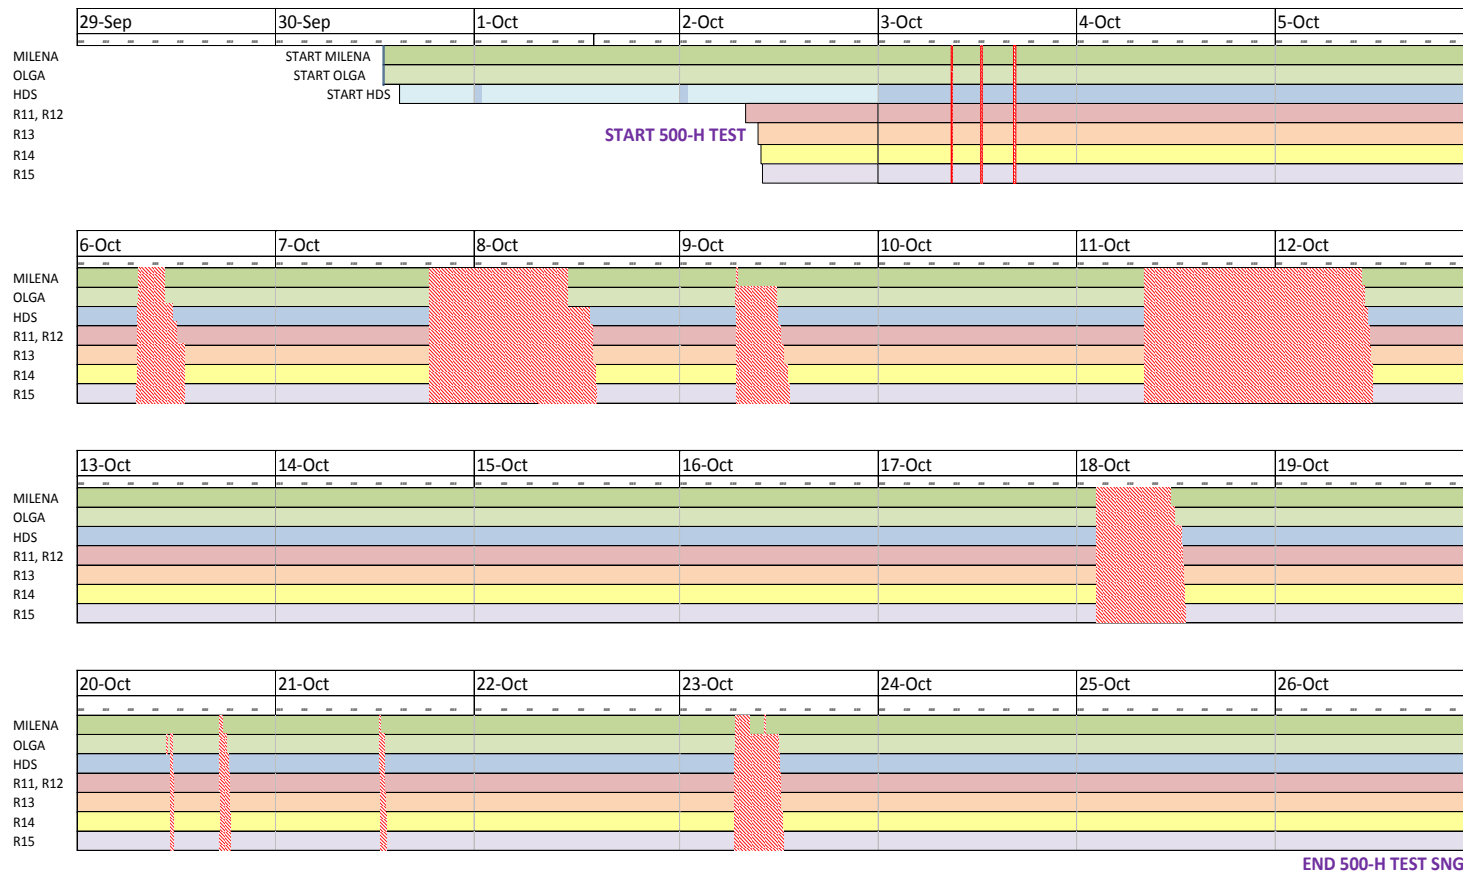 29-Sep 30-Sep 1-Oct 2-Oct 3-Oct 4-Oct 5-Oct
MILENA START MILENA
OLGA START OLGA
HDS START HDS
R11, R12
R13 START 500-H TEST
R14
R15
6-Oct 7-Oct 8-Oct 9-Oct 10-Oct 11-Oct 12-Oct
MILENA
OLGA
HDS
R11, R12
R13
R14
R15
13-Oct 14-Oct 15-Oct 16-Oct 17-Oct 18-Oct 19-Oct
MILENA
OLGA
HDS
R11, R12
R13
R14
R15
20-Oct 21-Oct 22-Oct 23-Oct 24-Oct 25-Oct 26-Oct
MILENA
OLGA
HDS
R11, R12
R13
R14
R15
END 500-H TEST SNG